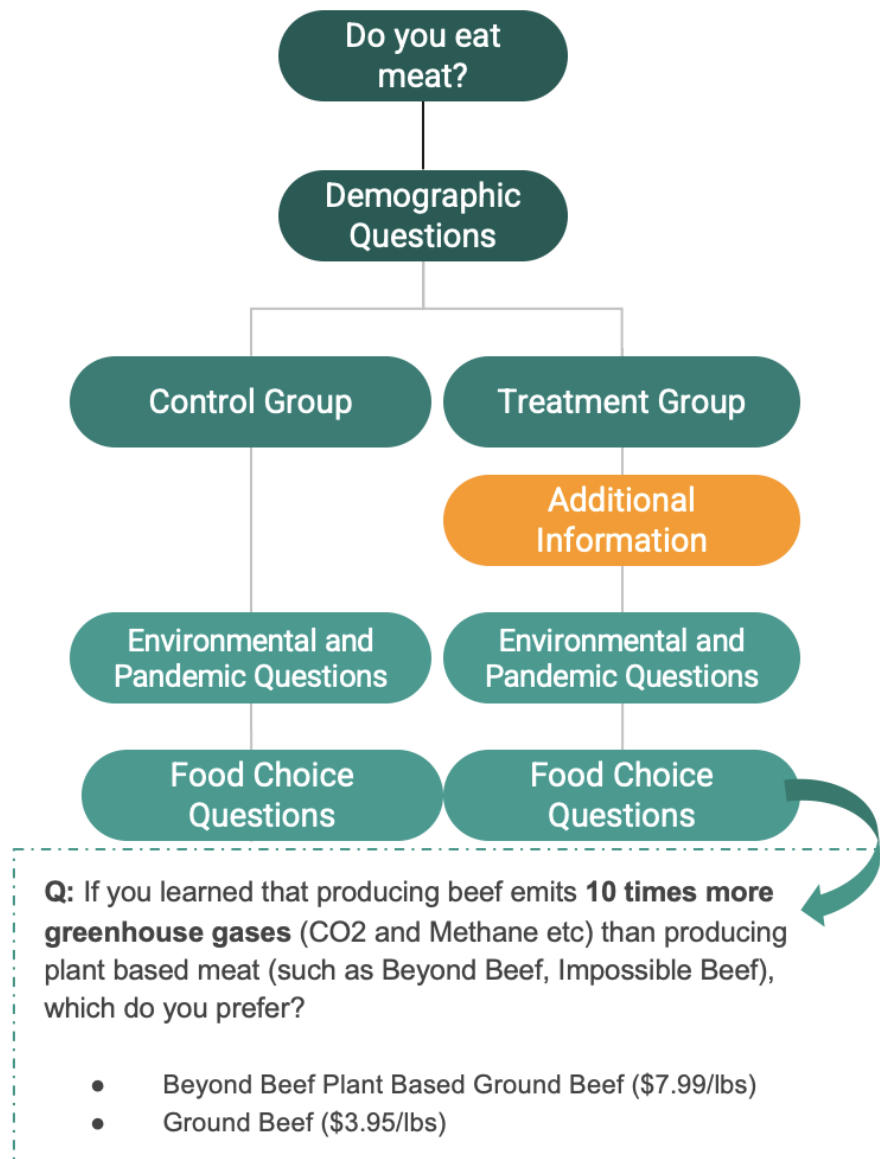 Do you eat
meat?
Demographic
Questions
Control Group
Treatment Group
Additional
Information
Environmental and
Pandemic Questions
Environmental and
Pandemic Questions
Food Choice
Questions
Food Choice
Questions
Q: If you learned that producing beef emits 10 times more
greenhouse gases (CO2 and Methane etc) than producing
plant based meat (such as Beyond Beef, Impossible Beef),
which do you prefer?
● Beyond Beef Plant Based Ground Beef ($7.99/lbs)
● Ground Beef ($3.95/lbs)